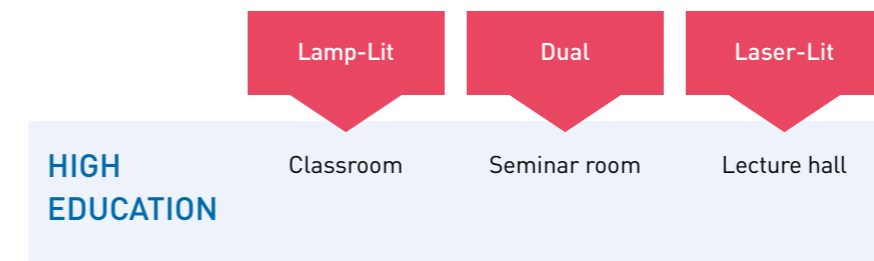 Lamp-Lit
Dual
Laser-Lit
HIGH
EDUCATION
Classroom
Seminar room
Lecture hall